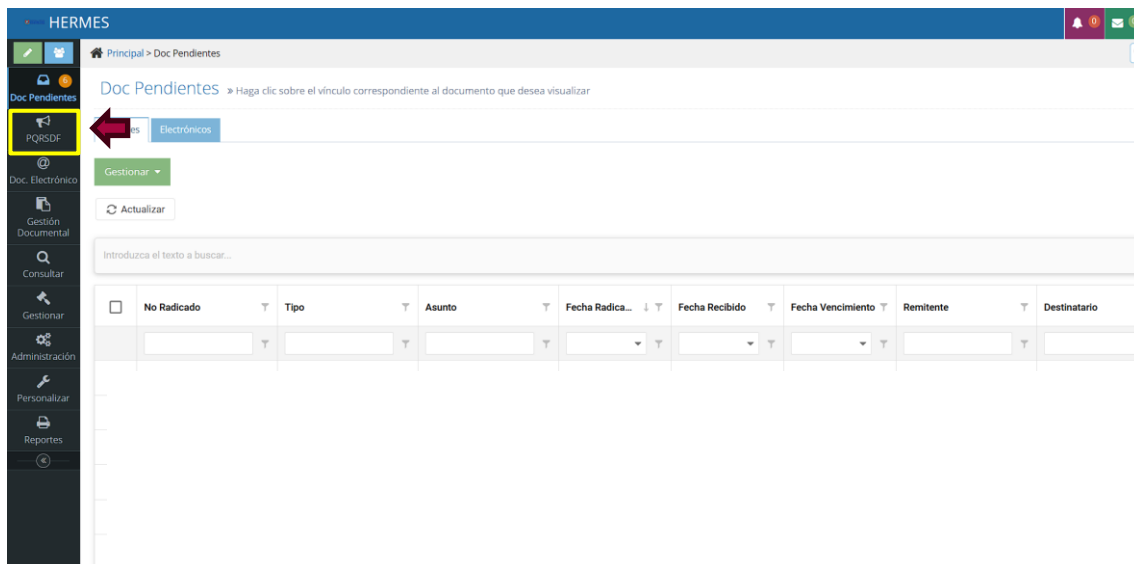 HERMES
0
Principal > Doc Pendientes
6
Doc Pendientes
Doc Pendientes » Haga clic sobre el vínculo correspondiente al documento que desea visualizar
PQRSDF
es
Electrónicos
@
Doc. Electrónico
Gestionar
Gestión
Documental
Actualizar
Consultar
Introduzca el texto a buscar...
Gestionar
No Radicado
Tipo
Asunto
Fecha Radica...
Fecha Recibido
Fecha Vencimiento
Remitente
Destinatario
Administración
Personalizar
Reportes